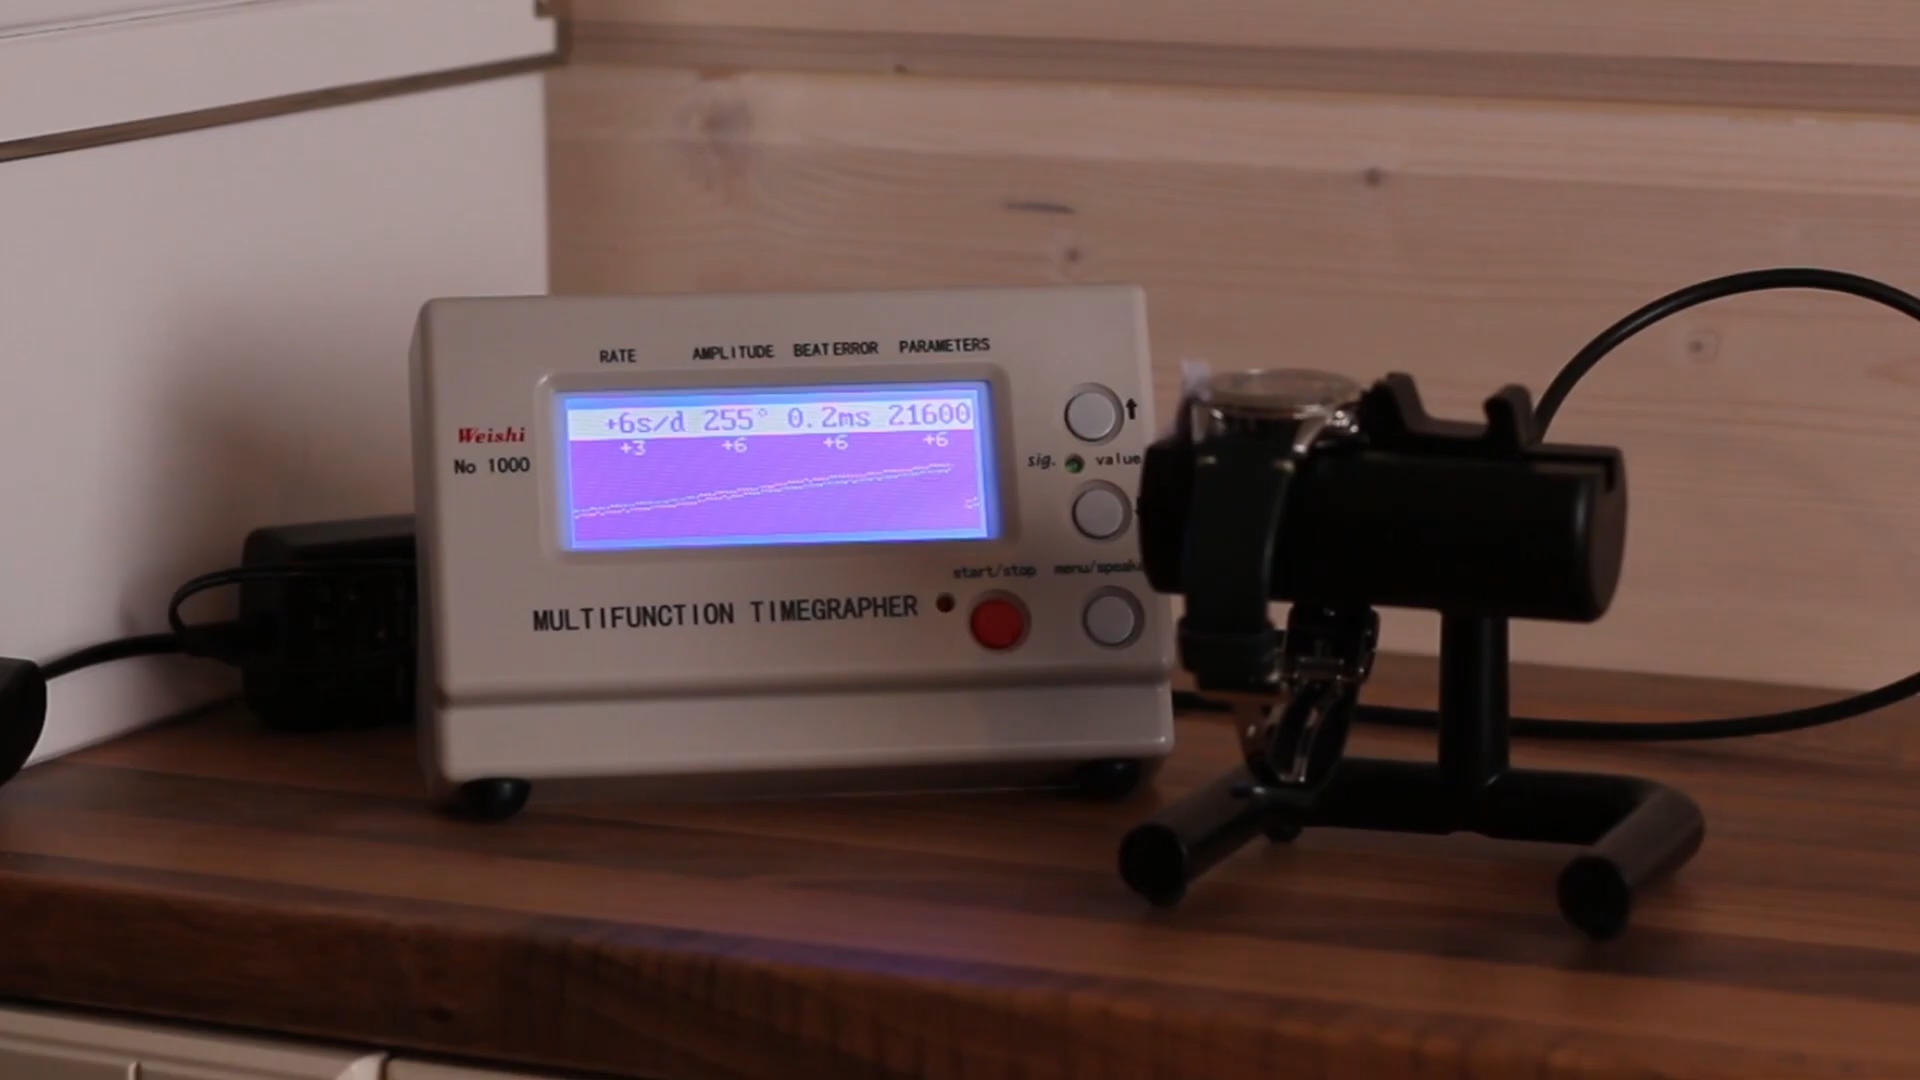 RATE AMPLITUDE BEAT ERROR PARAMETERS
+6s/d 255° 0.2ms 21600
+3 +6 +6 +6
Weishi
No 1000
sig. value
start/stop
MULTIFUNCTION TIMEGRAPHER